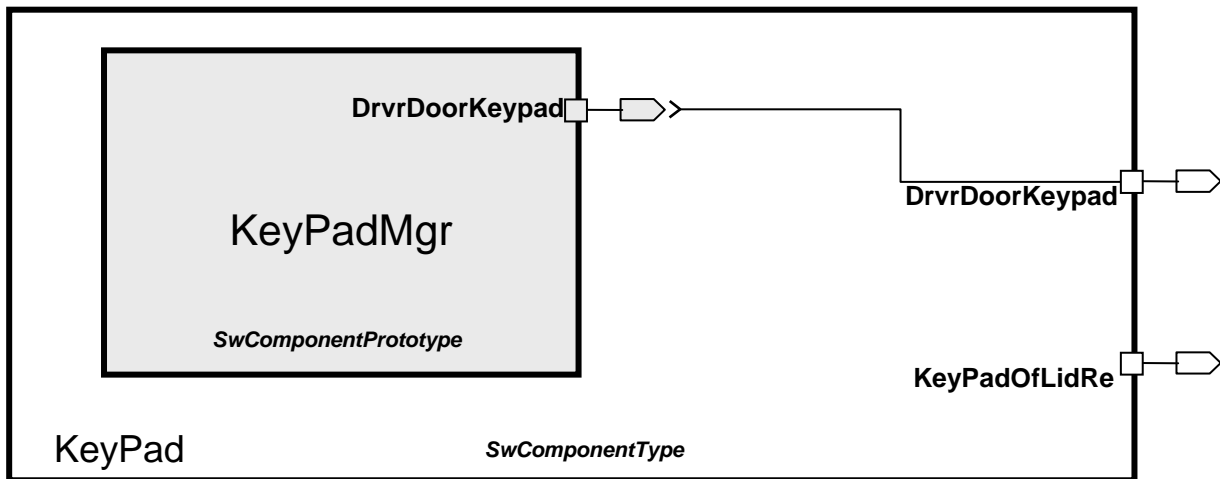 DrvrDoorKeypad
DrvrDoorKeypad
KeyPadMgr
SwComponentPrototype
KeyPadOfLidRe
KeyPad
SwComponentType